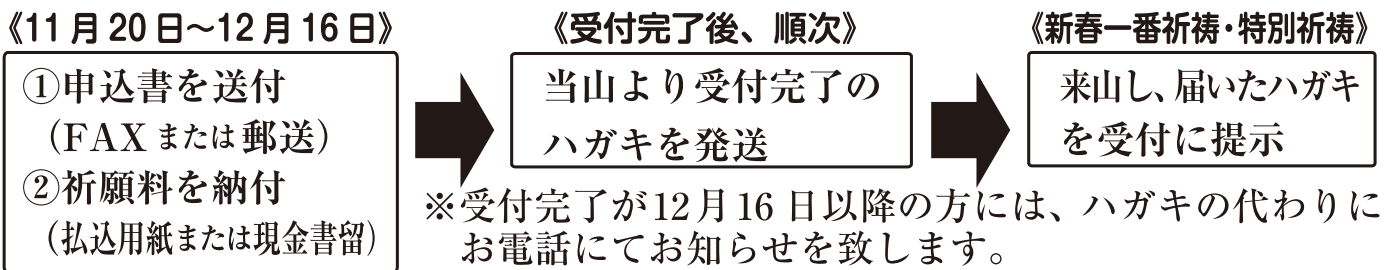 《11月20日～12月16日》
①申込書を送付
（FAXまたは郵送）
②祈願料を納付
（払込用紙または現金書留）
《受付完了後、順次》
当山より受付完了の
ハガキを発送
《新春一番祈祷・特別祈祷》
来山し、届いたハガキ
を受付に提示
※受付完了が12月16日以降の方には、ハガキの代わりに
お電話にてお知らせを致します。